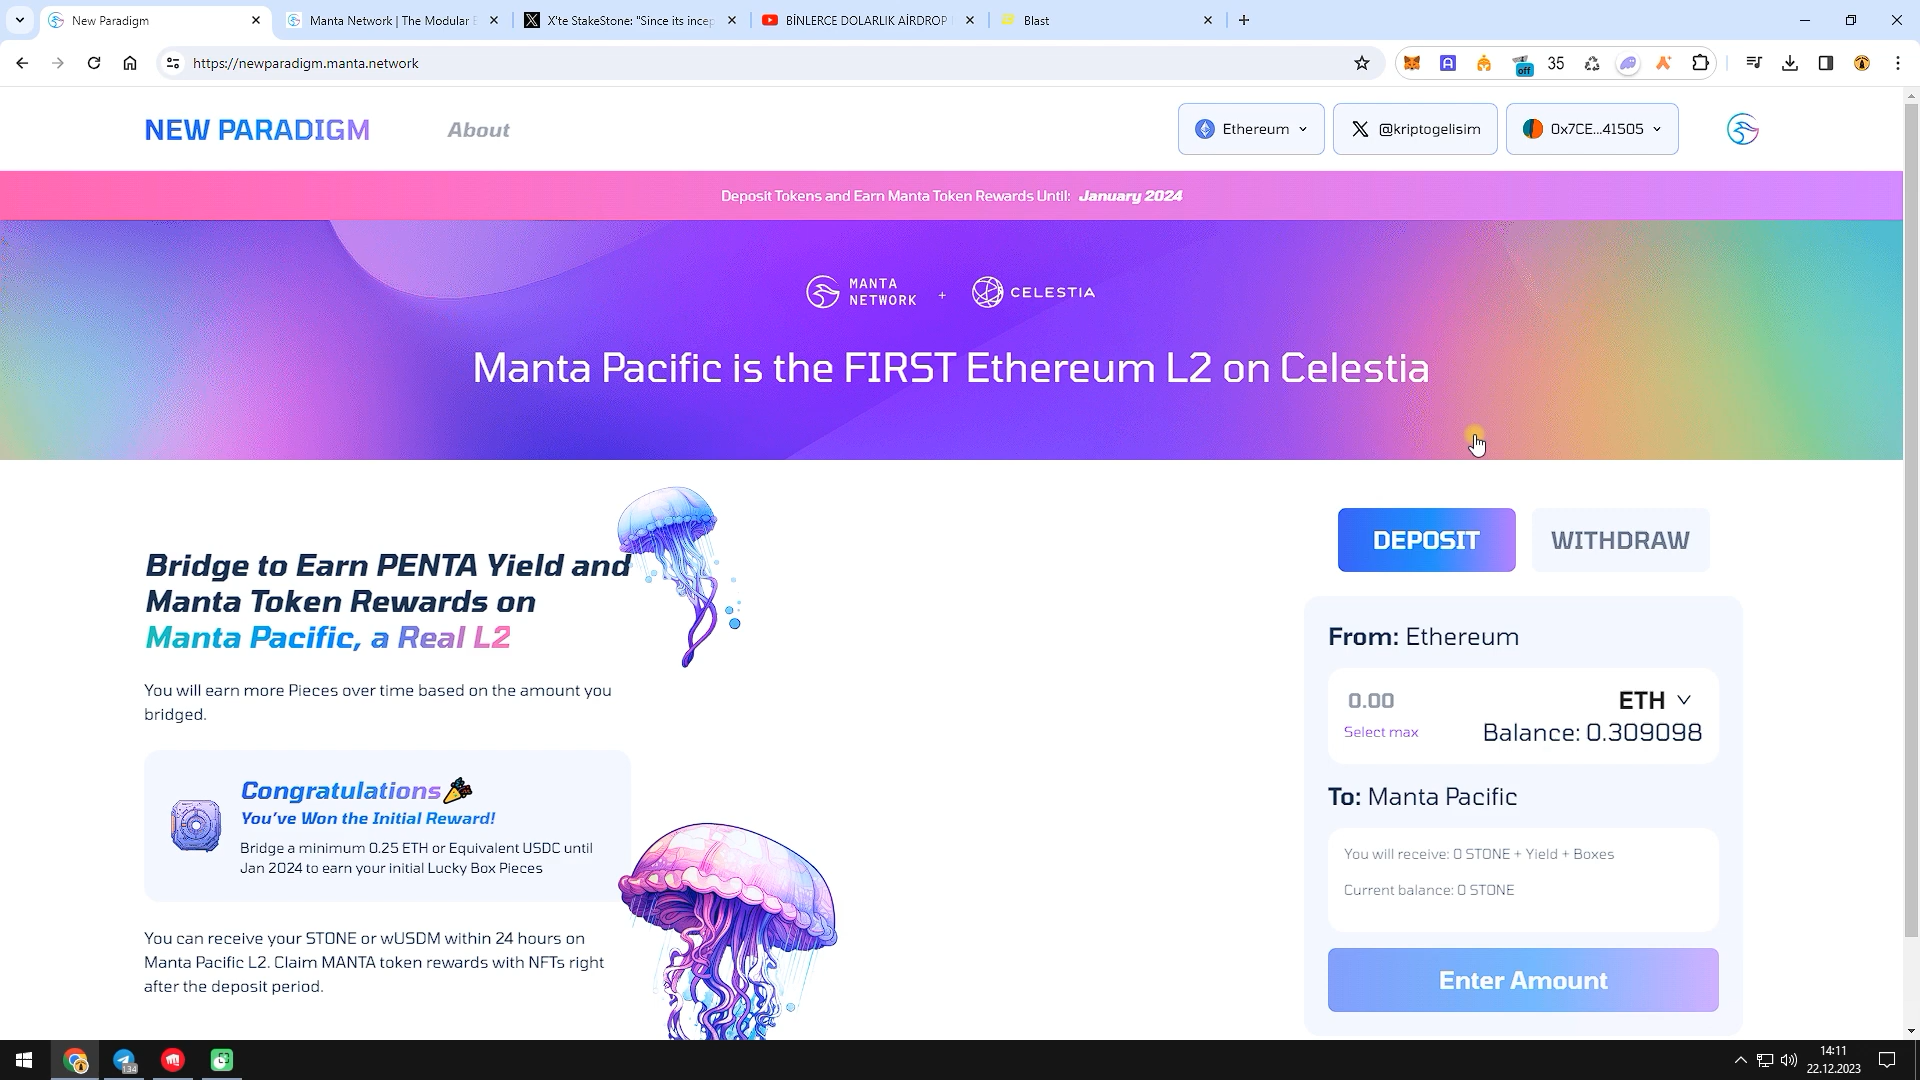 New Paradigm
Manta Network | The Modular E
X'te StakeStone: "Since its incep
BİNLERCE DOLARLIK AİRDROP
Blast
https://newparadigm.manta.network
off
35
NEW PARADIGM
About
Ethereum
@kriptogelisim
0x7CE...41505
Deposit Tokens and Earn Manta Token Rewards Until: January 2024
MANTA
NETWORK
+
CELESTIA
Manta Pacific is the FIRST Ethereum L2 on Celestia
Bridge to Earn PENTA Yield and
Manta Token Rewards on
Manta Pacific, a Real L2
You will earn more Pieces over time based on the amount you
bridged.
Congratulations
You've Won the Initial Reward!
Bridge a minimum 0.25 ETH or Equivalent USDC until
Jan 2024 to earn your initial Lucky Box Pieces
You can receive your STONE or wUSDM within 24 hours on
Manta Pacific L2. Claim MANTA token rewards with NFTs right
after the deposit period.
DEPOSIT
WITHDRAW
From: Ethereum
0.00
ETH
Select max
Balance: 0.309098
To: Manta Pacific
You will receive: 0 STONE + Yield + Boxes
Current balance: 0 STONE
Enter Amount
134
14:11
22.12.2023